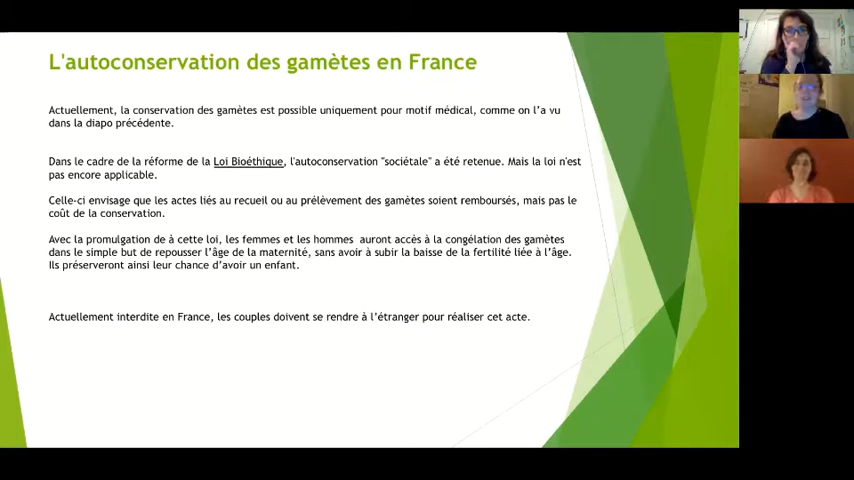 L'autoconservation des gamètes en France
Actuellement, la conservation des gamètes est possible uniquement pour motif médical, comme on l'a vu
dans la diapo précédente.
Dans le cadre de la réforme de la Loi Bioéthique, l'autoconservation "sociétale" a été retenue. Mais la loi n'est
pas encore applicable.
Celle-ci envisage que les actes liés au recueil ou au prélèvement des gamètes soient remboursés, mais pas le
coût de la conservation.
Avec la promulgation de à cette loi, les femmes et les hommes auront accès à la congélation des gamètes
dans le simple but de repousser l'âge de la maternité, sans avoir à subir la baisse de la fertilité liée à l'âge.
Ils préserveront ainsi leur chance d'avoir un enfant.
Actuellement interdite en France, les couples doivent se rendre à l'étranger pour réaliser cet acte.